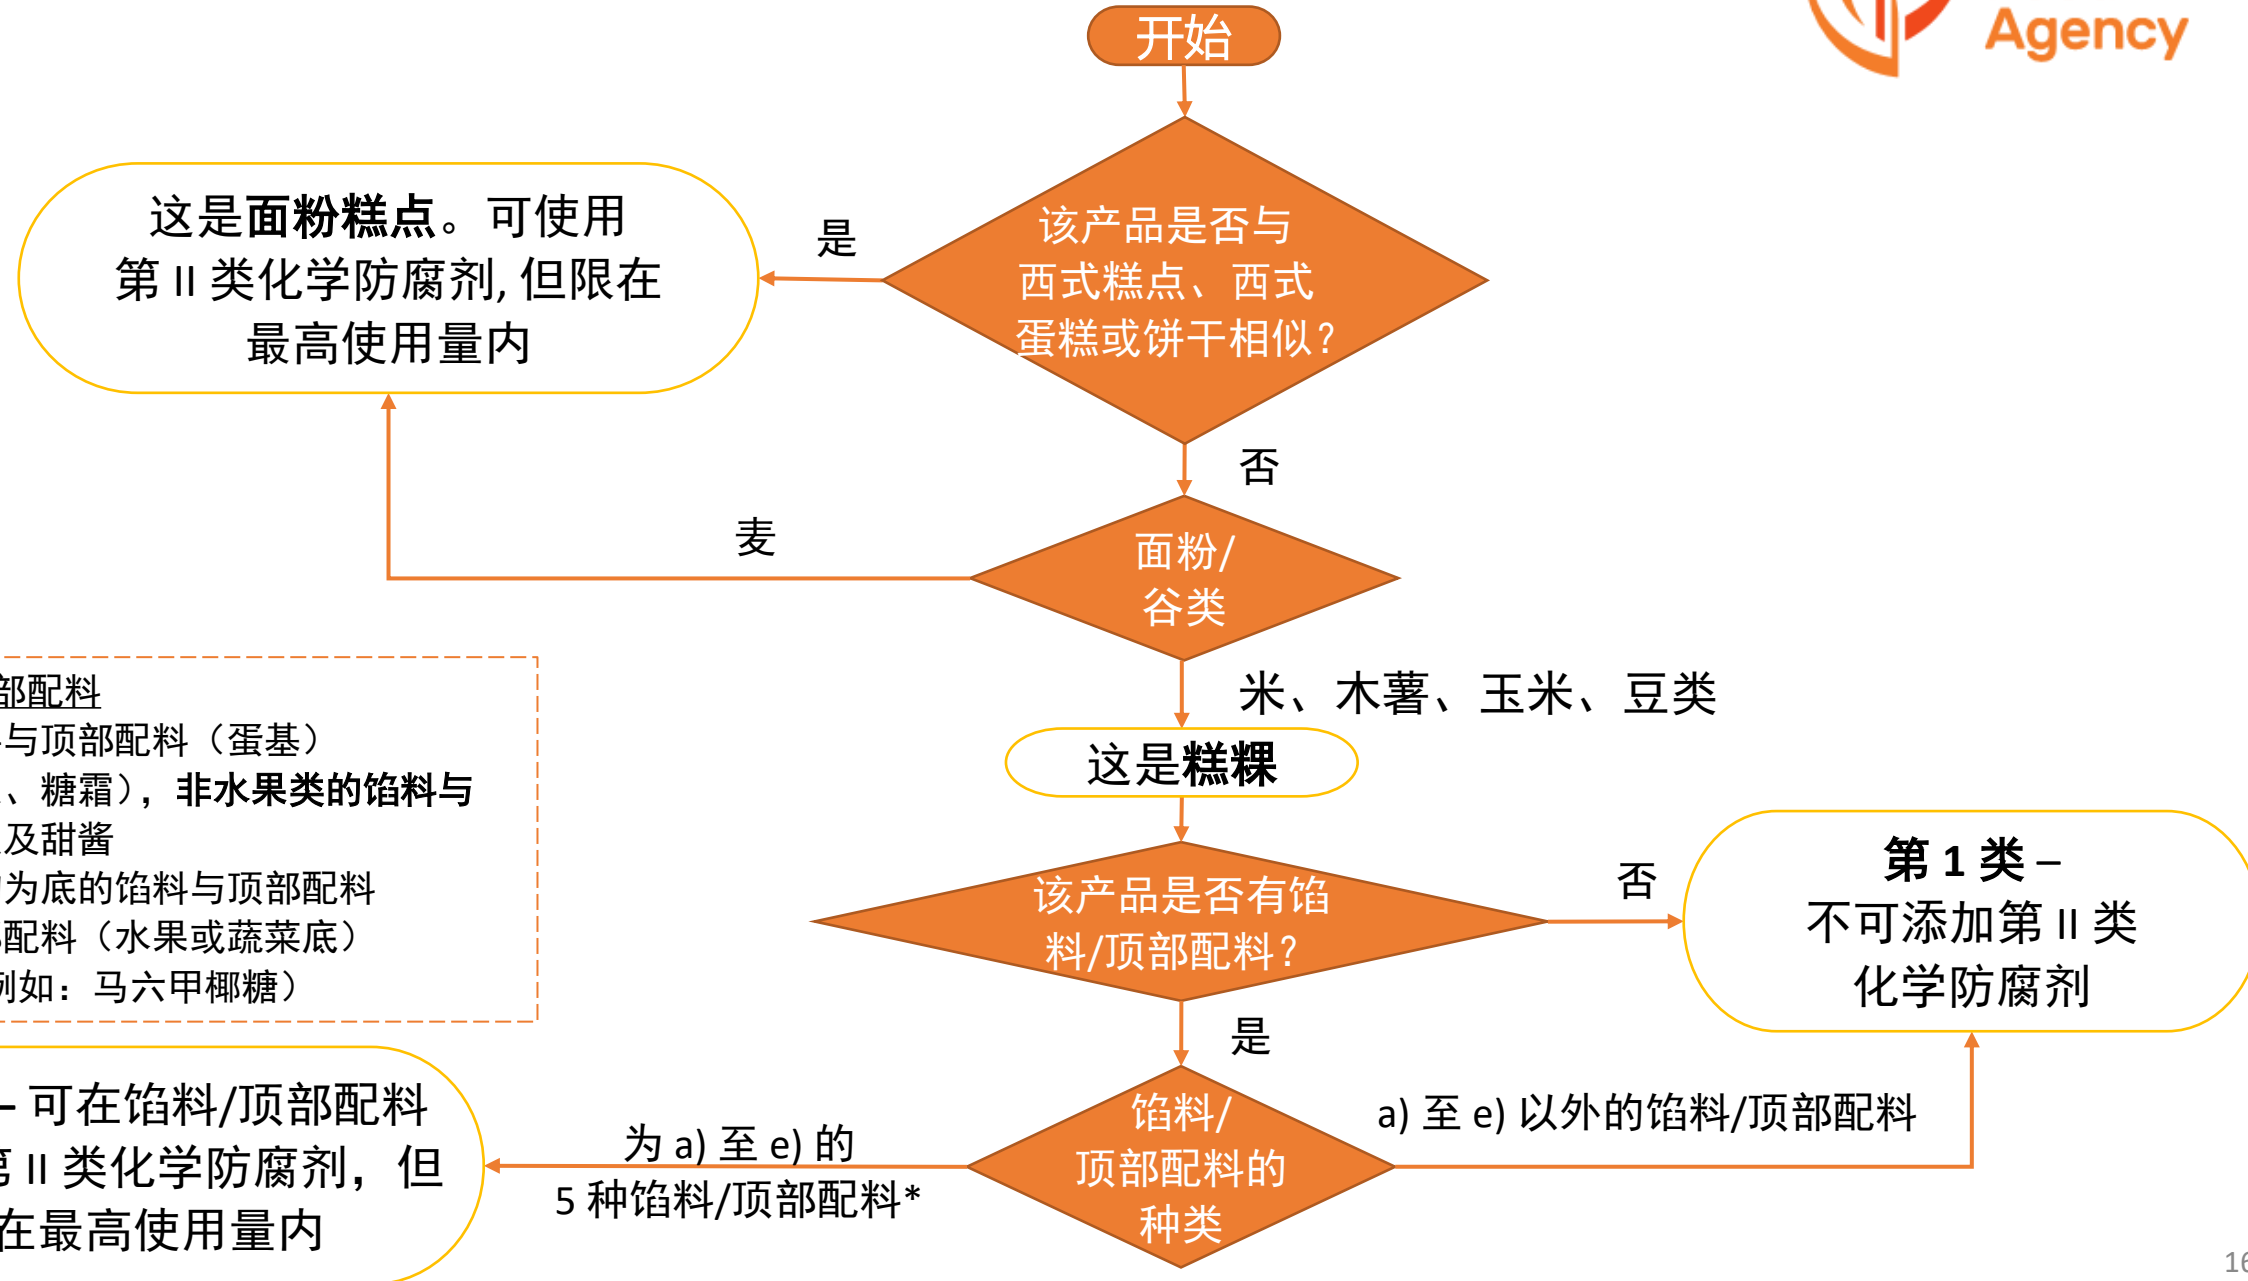 Agency
开始
该产品是否与
西式糕点、西式
蛋糕或饼干相似？
是
这是面粉糕点。可使用
第 II 类化学防腐剂, 但限在
最高使用量内
否
面粉/
谷类
麦
米、木薯、玉米、豆类
这是糕粿
部配料
与顶部配料（蛋基）
、糖霜），非水果类的馅料与
及甜酱
为底的馅料与顶部配料
配料（水果或蔬菜底）
例如：马六甲椰糖）
该产品是否有馅
料/顶部配料？
否
第 1 类 –
不可添加第 II 类
化学防腐剂
是
馅料/
顶部配料的
种类
a) 至 e) 以外的馅料/顶部配料
为 a) 至 e) 的
5 种馅料/顶部配料*
– 可在馅料/顶部配料
第 II 类化学防腐剂，但
在最高使用量内
16